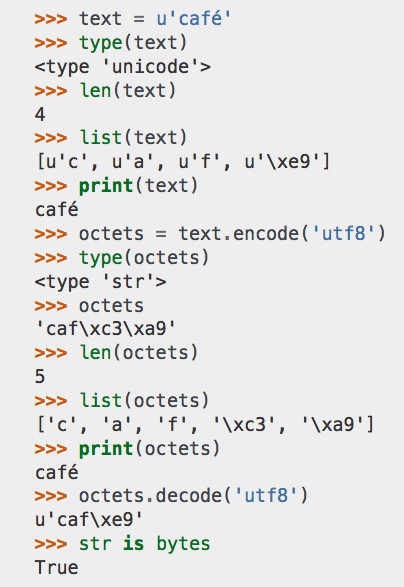 >>> text = u'café'
>>> type(text)
<type 'unicode'>
>>> len(text)
4
>>> list(text)
[u'c', u'a', u'f', u'\xe9']
>>> print(text)
café
>>> octets = text.encode('utf8')
>>> type(octets)
<type 'str'>
>>> octets
'caf\xc3\xa9'
>>> len(octets)
5
>>> list(octets)
['c', 'a', 'f', '\xc3', '\xa9']
>>> print(octets)
café
>>> octets.decode('utf8')
u'caf\xe9'
>>> str is bytes
True